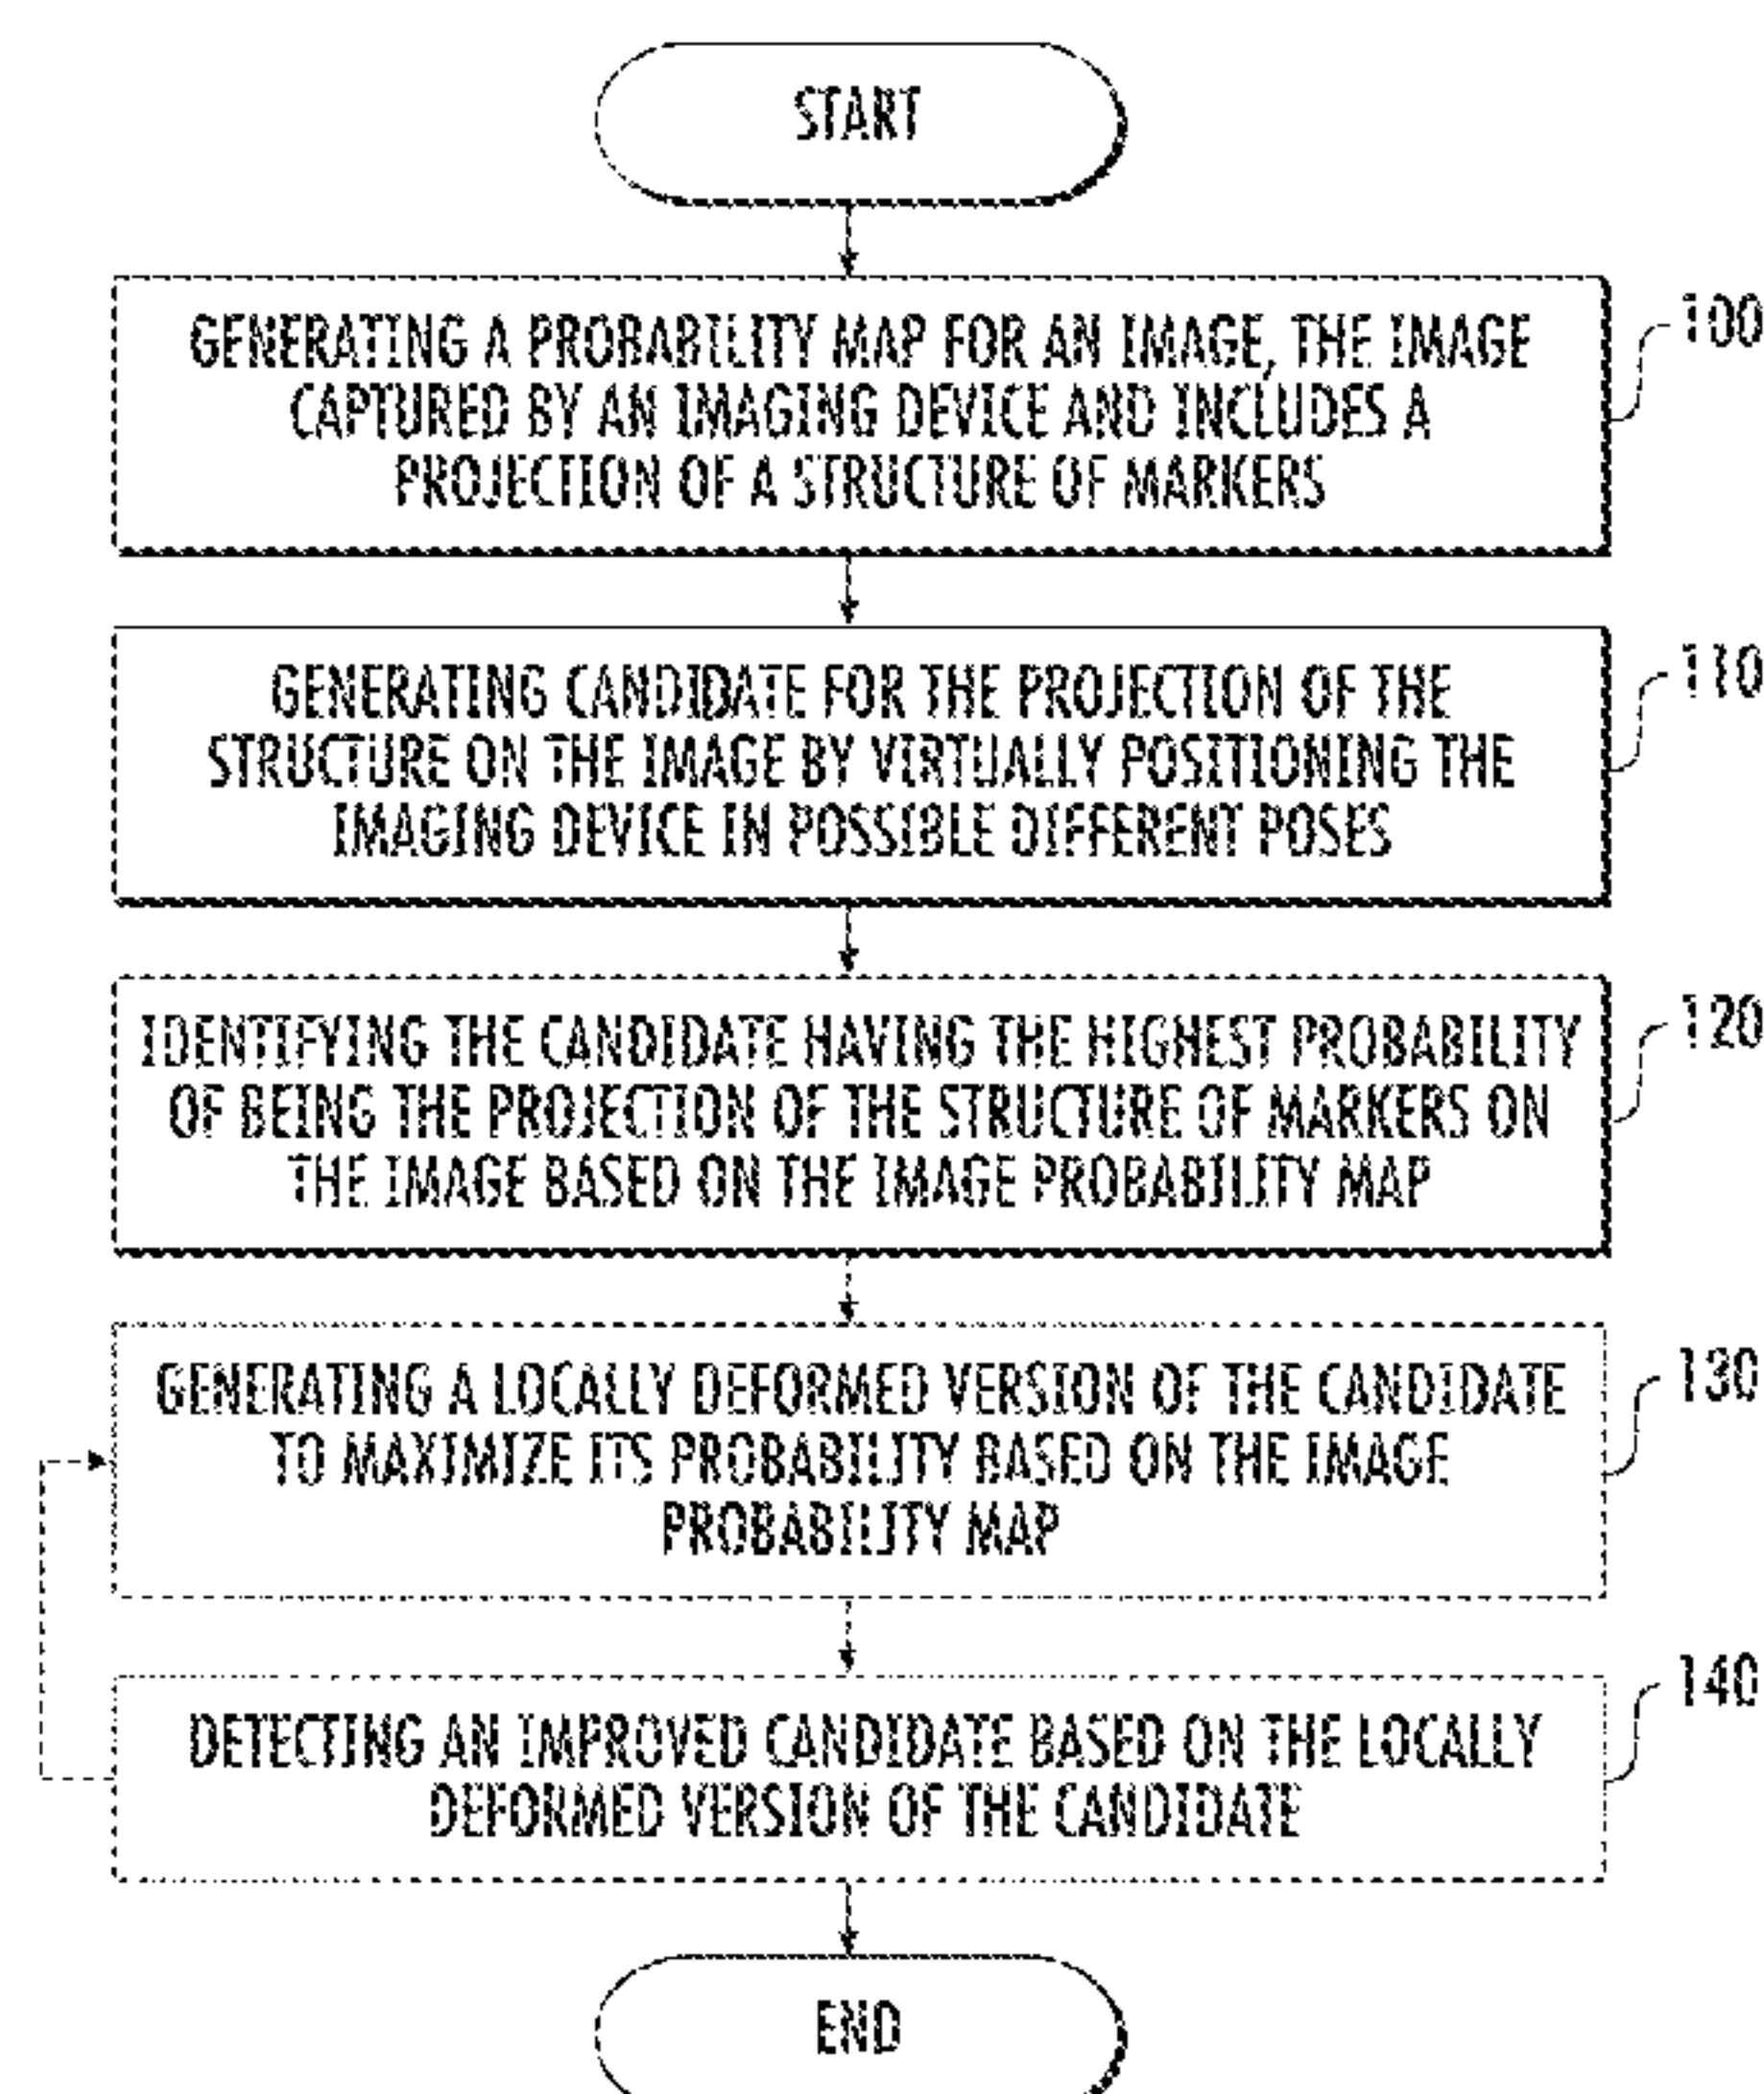 START
GENERATING A PROBABILITY MAP FOR AN IMAGE, THE IMAGE
CAPTURED BY AN IMAGING DEVICE AND INCLUDES A
PROJECTION OF A STRUCTURE OF MARKERS
100
GENERATING CANDIDATE FOR THE PROJECTION OF THE
STRUCTURE ON THE IMAGE BY VIRTUALLY POSITIONING THE
IMAGING DEVICE IN POSSIBLE DIFFERENT POSES
110
IDENTIFYING THE CANDIDATE HAVING THE HIGHEST PROBABILITY
OF BEING THE PROJECTION OF THE STRUCTURE OF MARKERS ON
THE IMAGE BASED ON THE IMAGE PROBABILITY MAP
120
GENERATING A LOCALLY DEFORMED VERSION OF THE CANDIDATE
TO MAXIMIZE ITS PROBABILITY BASED ON THE IMAGE
PROBABILITY MAP
130
DETECTING AN IMPROVED CANDIDATE BASED ON THE LOCALLY
DEFORMED VERSION OF THE CANDIDATE
140
END